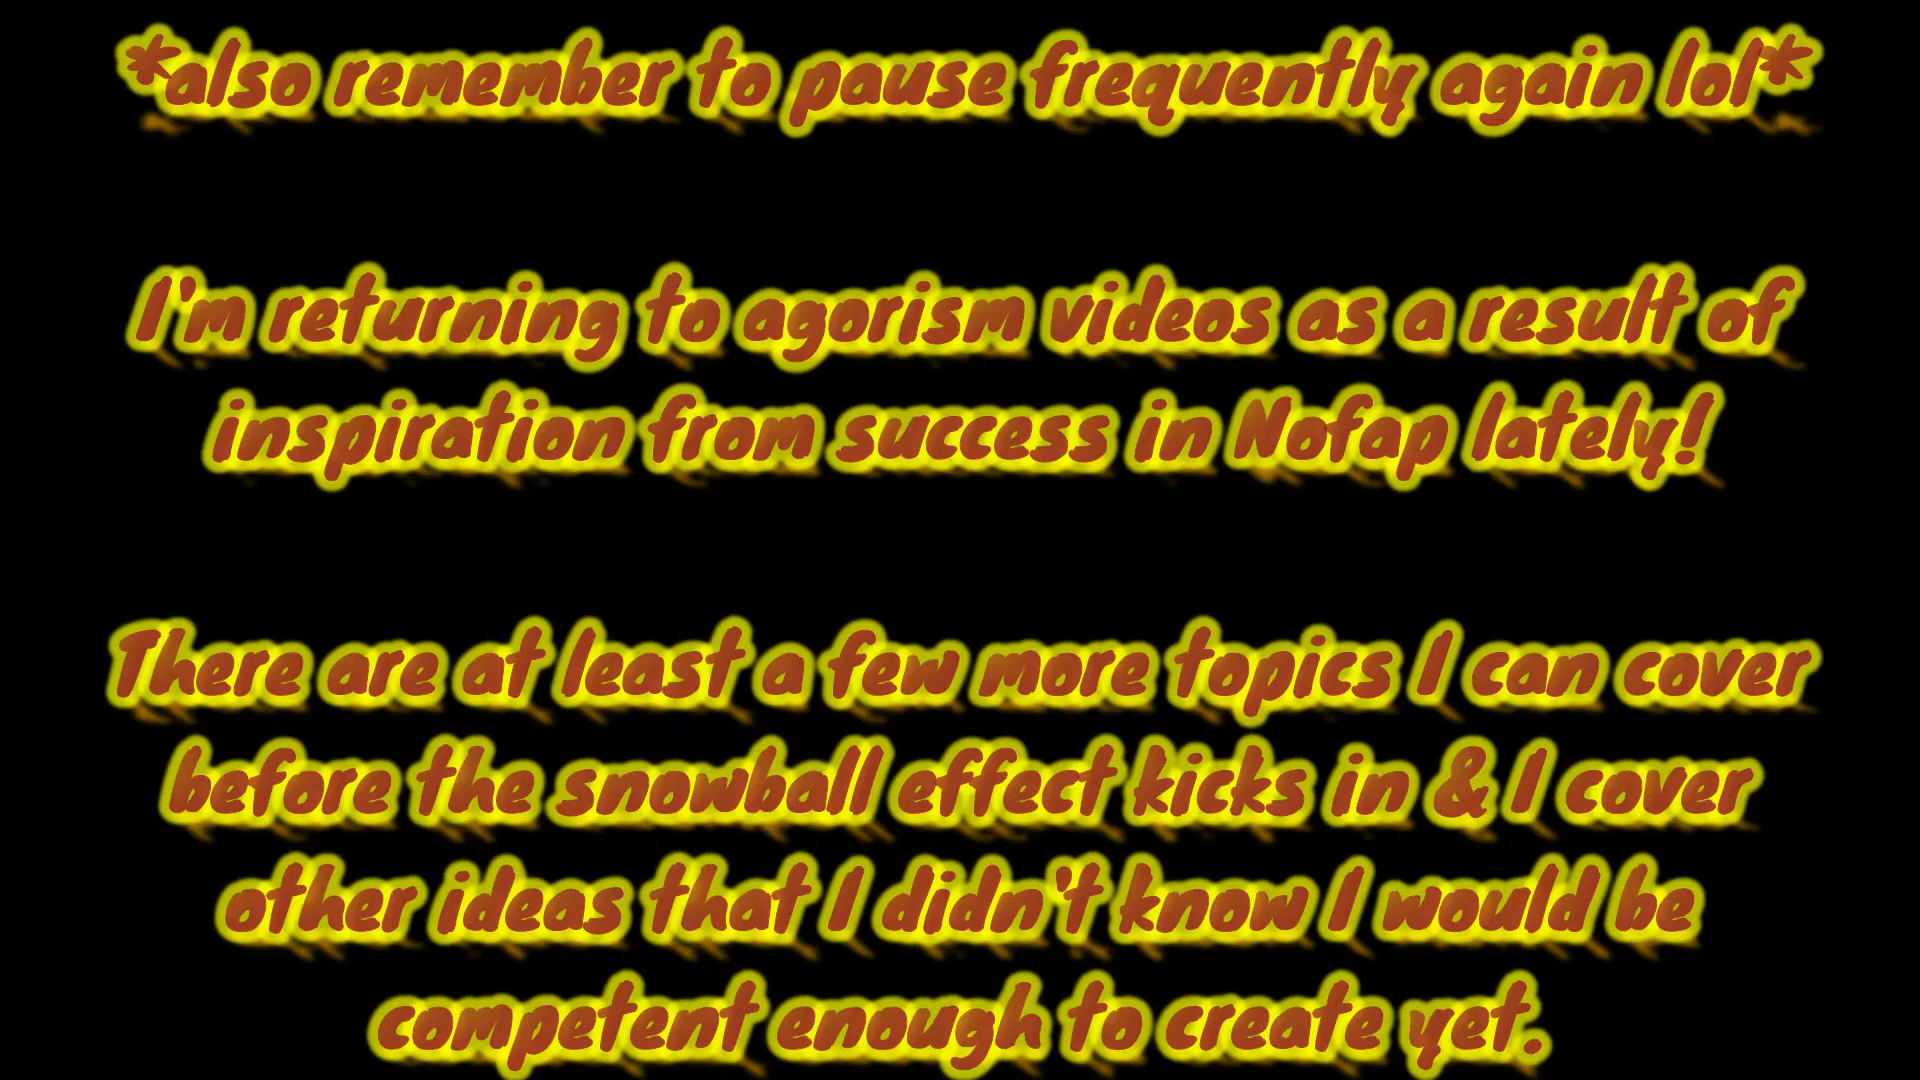 *also remember to pause frequently again lol*
I'm returning to agorism videos as a result of
inspiration from success in Nofap lately!
There are at least a few more topics I can cover
before the snowball effect kicks in & I cover
other ideas that I didn't know I would be
competent enough to create yet.